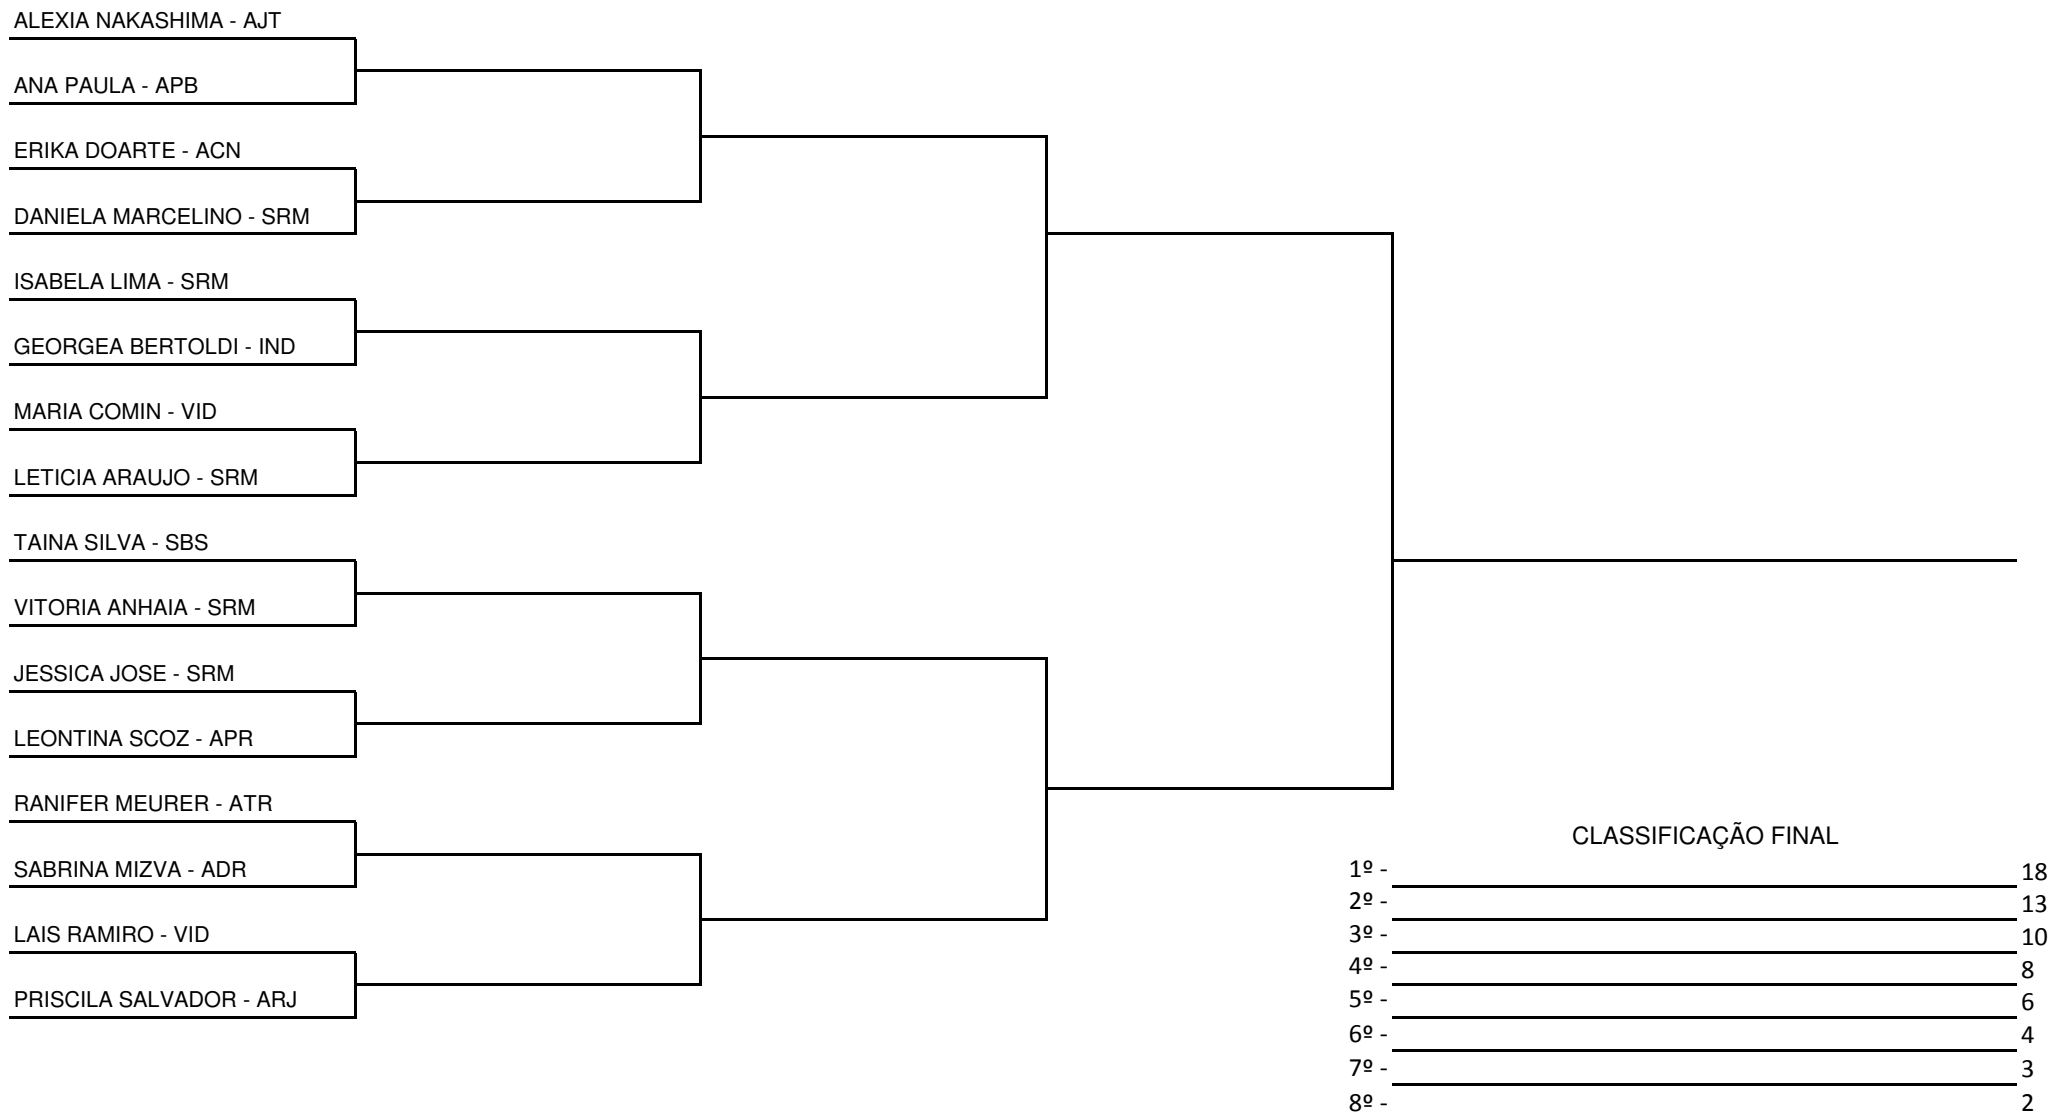 ALEXIA NAKASHIMA - AJT
ANA PAULA - APB
ERIKA DOARTE - ACN
DANIELA MARCELINO - SRM
ISABELA LIMA - SRM
GEORGEA BERTOLDI - IND
MARIA COMIN - VID
LETICIA ARAUJO - SRM
TAINA SILVA - SBS
VITORIA ANHAIA - SRM
JESSICA JOSE - SRM
LEONTINA SCOZ - APR
RANIFER MEURER - ATR
SABRINA MIZVA - ADR
LAIS RAMIRO - VID
PRISCILA SALVADOR - ARJ
CLASSIFICAÇÃO FINAL
1º - 18
2º - 13
3º - 10
4º - 8
5º - 6
6º - 4
7º - 3
8º - 2